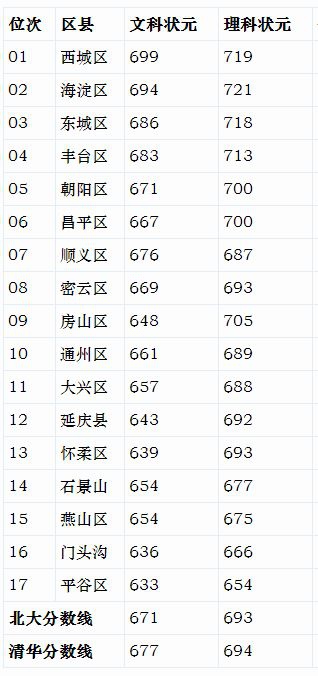 位次 区县 文科状元 理科状元
01 西城区 699 719
02 海淀区 694 721
03 东城区 686 718
04 丰台区 683 713
05 朝阳区 671 700
06 昌平区 667 700
07 顺义区 676 687
08 密云区 669 693
09 房山区 648 705
10 通州区 661 689
11 大兴区 657 688
12 延庆县 643 692
13 怀柔区 639 693
14 石景山 654 677
15 燕山区 654 675
16 门头沟 636 666
17 平谷区 633 654
北大分数线 671 693
清华分数线 677 694